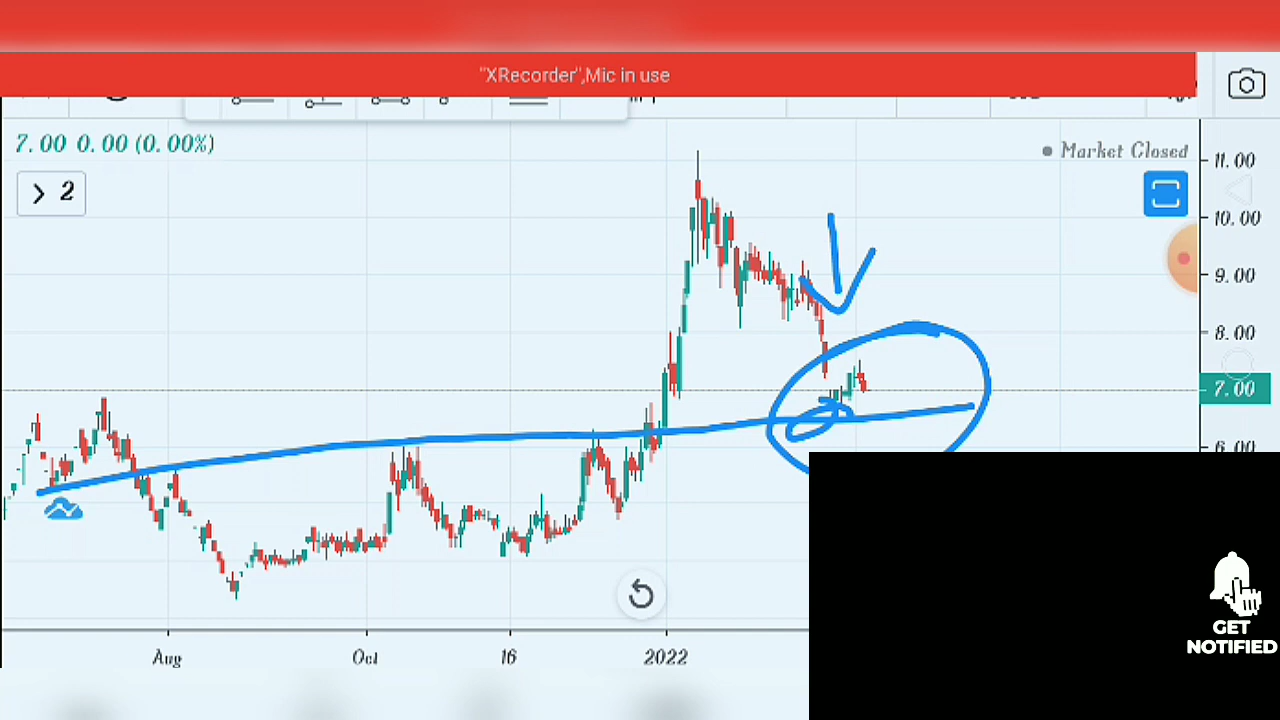 "XRecorder",Mic in use
7.00 0.00 (0.00%)
Market Closed
2
11.00
10.00
9.00
8.00
7.00
6.00
Aug
Oct
16
2022
GET
NOTIFIED